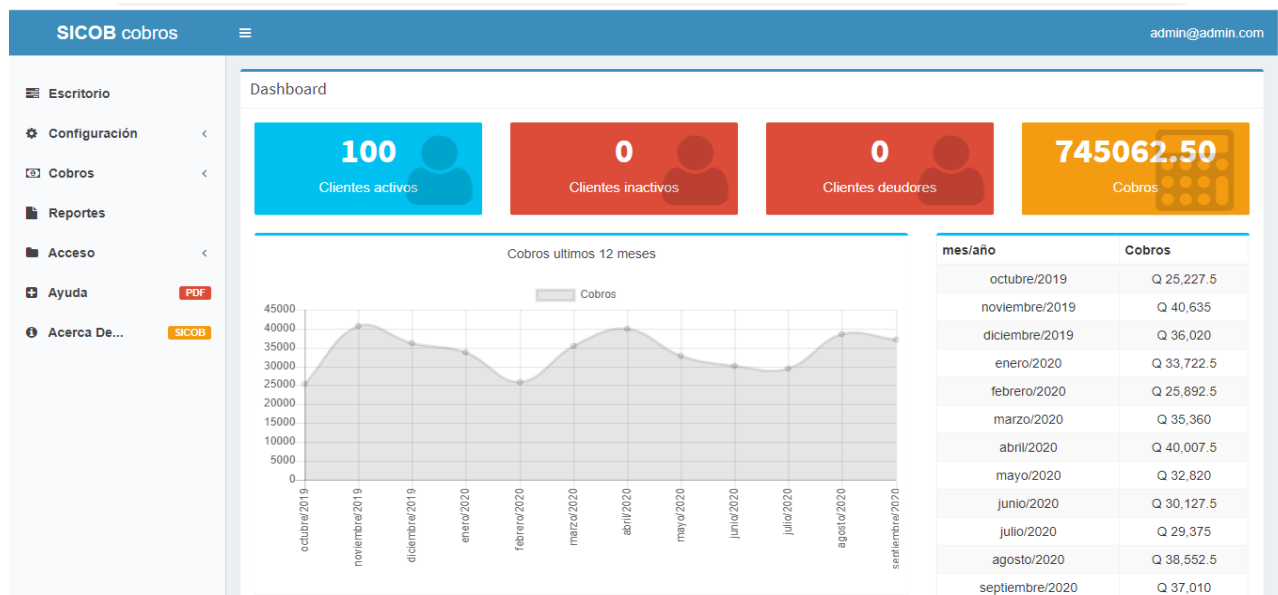 SICOB cobros
admin@admin.com
Escritorio
Configuración
Cobros
Reportes
Acceso
Ayuda PDF
Acerca De... SICOB
Dashboard
100
Clientes activos
0
Clientes inactivos
0
Clientes deudores
745062.50
Cobros
Cobros ultimos 12 meses
Cobros
45000
40000
35000
30000
25000
20000
15000
10000
5000
0
octubre/2019
noviembre/2019
diciembre/2019
enero/2020
febrero/2020
marzo/2020
abril/2020
mayo/2020
junio/2020
julio/2020
agosto/2020
septiembre/2020
mes/año Cobros
octubre/2019 Q 25,227.5
noviembre/2019 Q 40,635
diciembre/2019 Q 36,020
enero/2020 Q 33,722.5
febrero/2020 Q 25,892.5
marzo/2020 Q 35,360
abril/2020 Q 40,007.5
mayo/2020 Q 32,820
junio/2020 Q 30,127.5
julio/2020 Q 29,375
agosto/2020 Q 38,552.5
septiembre/2020 Q 37,010